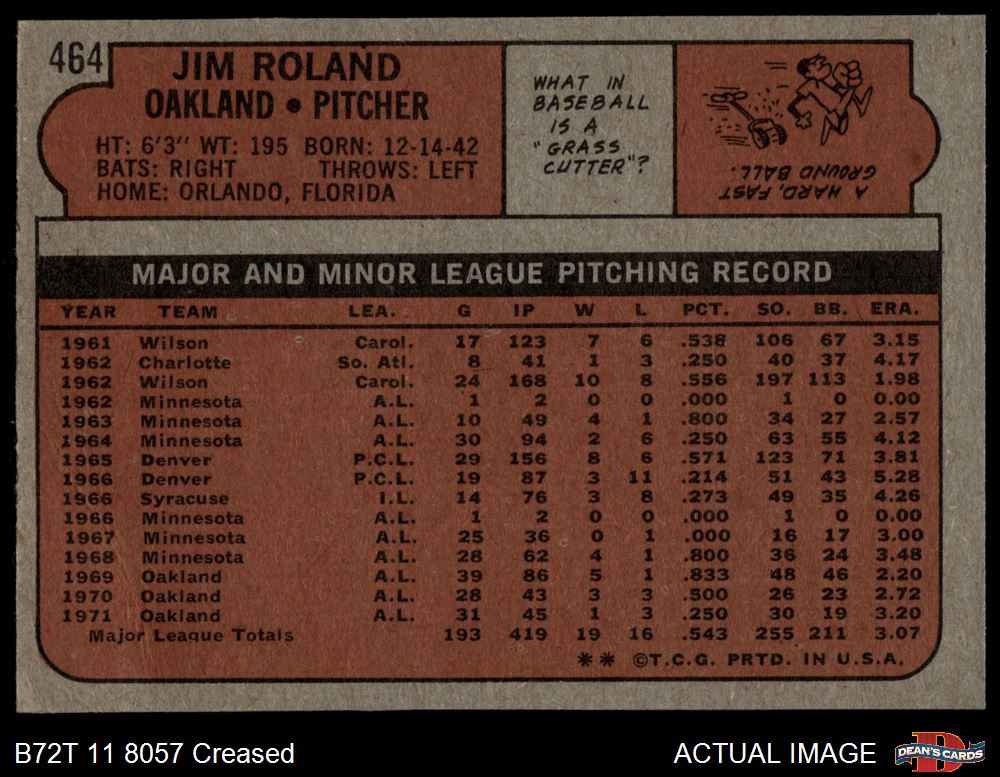 464
JIM ROLAND
OAKLAND • PITCHER
HT: 6'3" WT: 195 BORN: 12-14-42
BATS: RIGHT THROWS: LEFT
HOME: ORLANDO, FLORIDA
WHAT IN
BASEBALL
IS A
"GRASS
CUTTER"?
A HARD, FAST
GROUND BALL.
MAJOR AND MINOR LEAGUE PITCHING RECORD
YEAR TEAM LEA. G IP W L PCT. SO. BB. ERA.
1961 Wilson Carol. 17 123 7 6 .538 106 67 3.15
1962 Charlotte So. Atl. 8 41 1 3 .250 40 37 4.17
1962 Wilson Carol. 24 168 10 8 .556 197 113 1.98
1962 Minnesota A.L. 1 2 0 0 .000 1 0 0.00
1963 Minnesota A.L. 10 49 4 1 .800 34 27 2.57
1964 Minnesota A.L. 30 94 2 6 .250 63 55 4.12
1965 Denver P.C.L. 29 156 8 6 .571 123 71 3.81
1966 Denver P.C.L. 19 87 3 11 .214 51 43 5.28
1966 Syracuse I.L. 14 76 3 8 .273 49 35 4.26
1966 Minnesota A.L. 1 2 0 0 .000 1 0 0.00
1967 Minnesota A.L. 25 36 0 1 .000 16 17 3.00
1968 Minnesota A.L. 28 62 4 1 .800 36 24 3.48
1969 Oakland A.L. 39 86 5 1 .833 48 46 2.20
1970 Oakland A.L. 28 43 3 3 .500 26 23 2.72
1971 Oakland A.L. 31 45 1 3 .250 30 19 3.20
Major League Totals 193 419 19 16 .543 255 211 3.07
** ©T.C.G. PRTD. IN U.S.A.
B72T 11 8057 Creased
ACTUAL IMAGE
D
DEAN'S CARDS